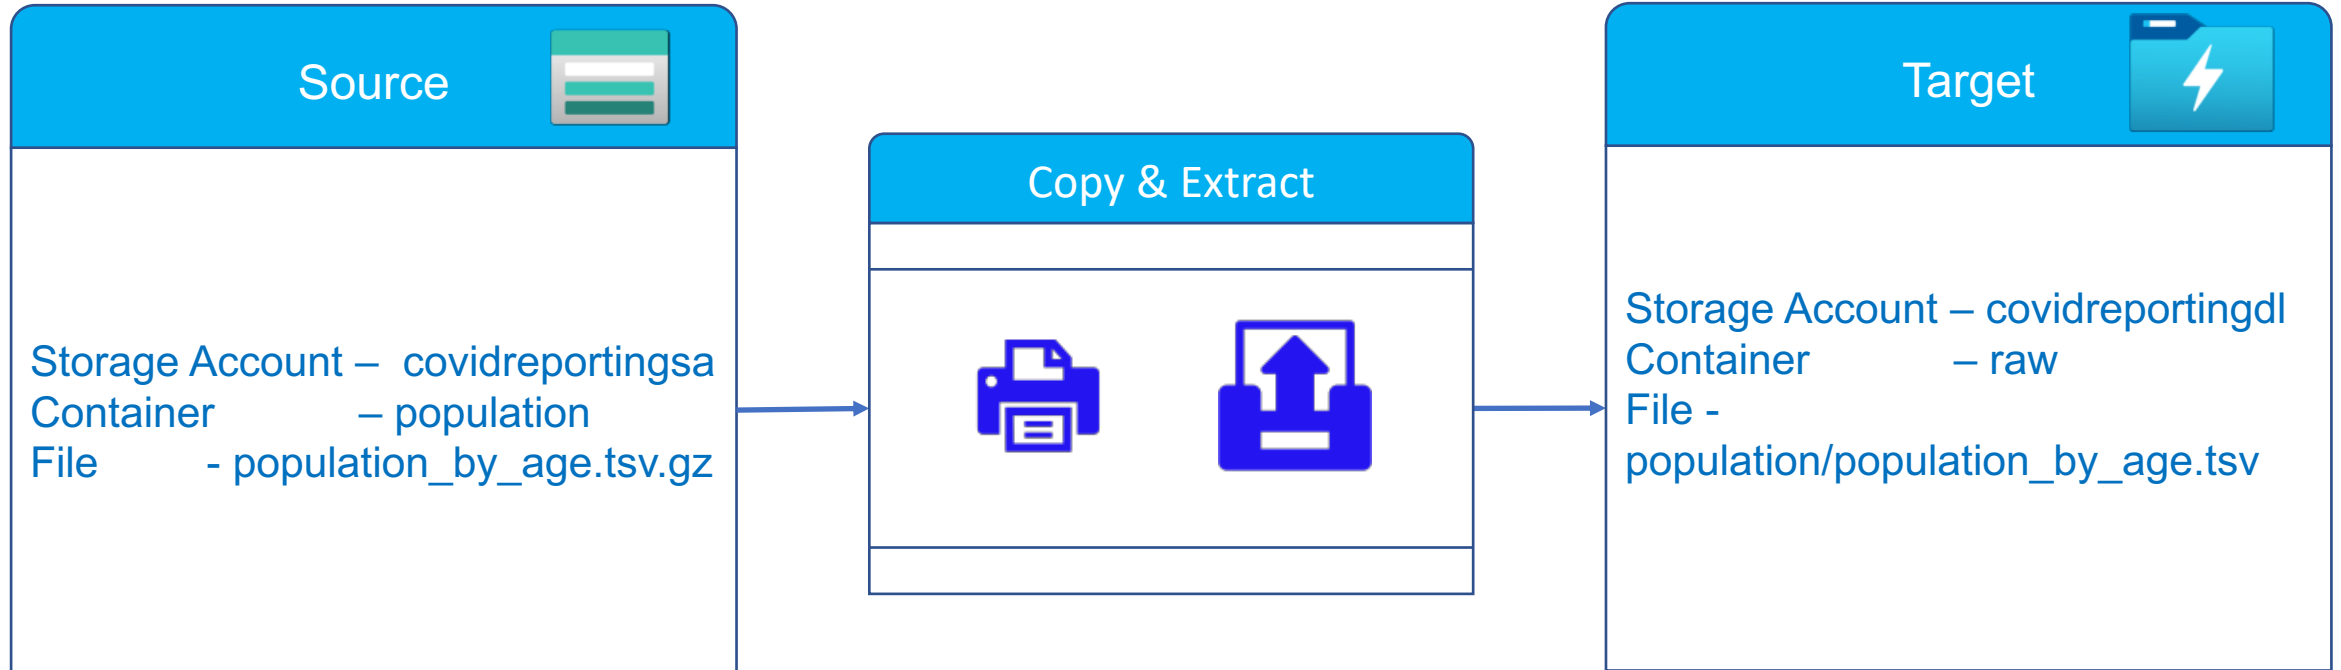 Source
Storage Account –  covidreportingsa
Container – population
File - population_by_age.tsv.gz
Copy & Extract
Target
Storage Account – covidreportingdl
Container – raw
File -
population/population_by_age.tsv